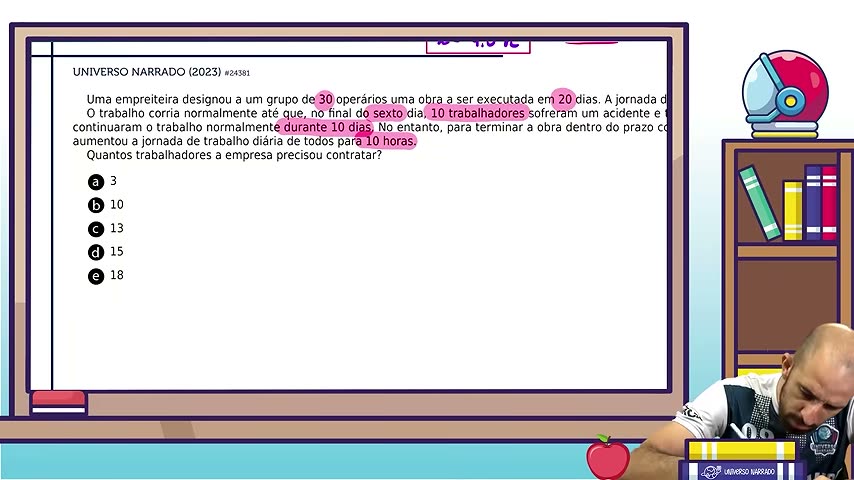 UNIVERSO NARRADO (2023) #24381
Uma empreiteira designou a um grupo de 30 operários uma obra a ser executada em 20 dias. A jornada d
O trabalho corria normalmente até que, no final do sexto dia, 10 trabalhadores sofreram um acidente e
continuaram o trabalho normalmente durante 10 dias. No entanto, para terminar a obra dentro do prazo
aumentou a jornada de trabalho diária de todos para 10 horas.
Quantos trabalhadores a empresa precisou contratar?
a 3
b 10
c 13
d 15
e 18
UNIVERSO NARRADO